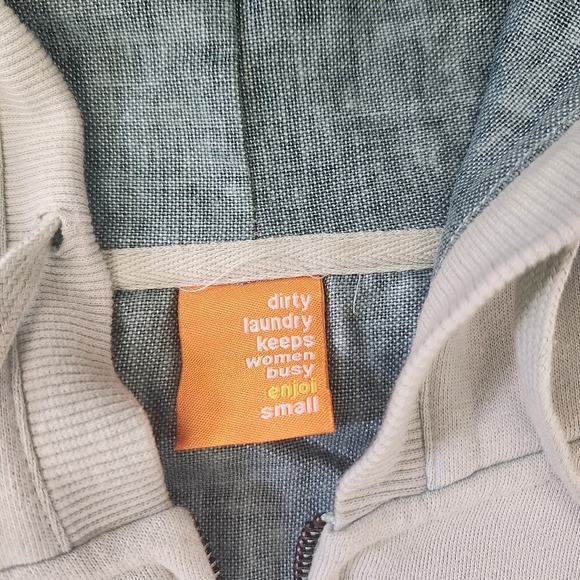 dirty
laundry
keeps
women
busy
enjoi
small